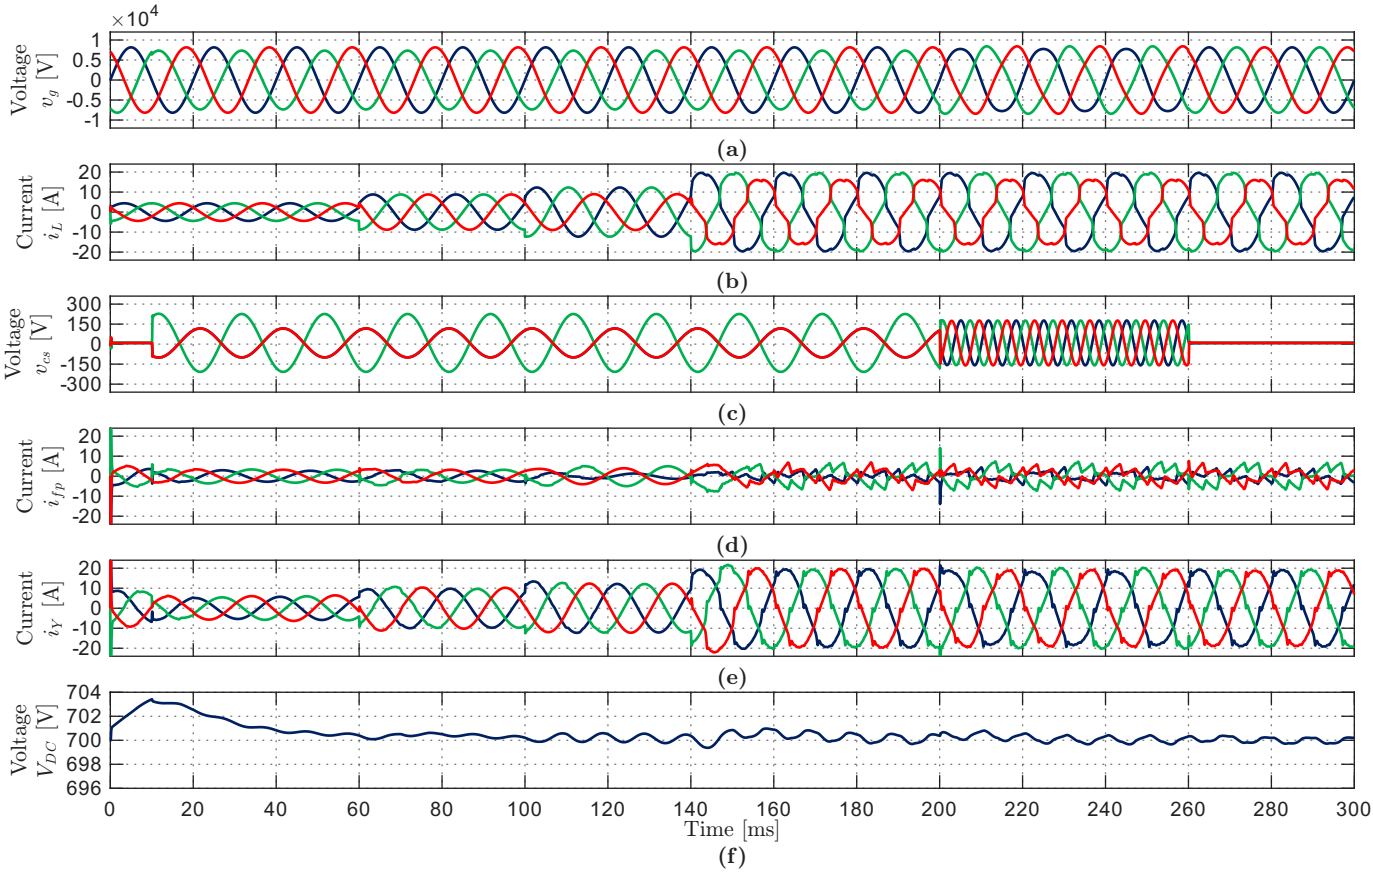 ×10⁴
Voltage
v_g [V]
1
0.5
0
-0.5
-1
(a)
Current
i_L [A]
20
10
0
-10
-20
(b)
Voltage
v_cs [V]
300
150
0
-150
-300
(c)
Current
i_fp [A]
20
10
0
-10
-20
(d)
Current
i_Y [A]
20
10
0
-10
-20
(e)
Voltage
V_DC [V]
704
702
700
698
696
0 20 40 60 80 100 120 140 160 180 200 220 240 260 280 300
Time [ms]
(f)